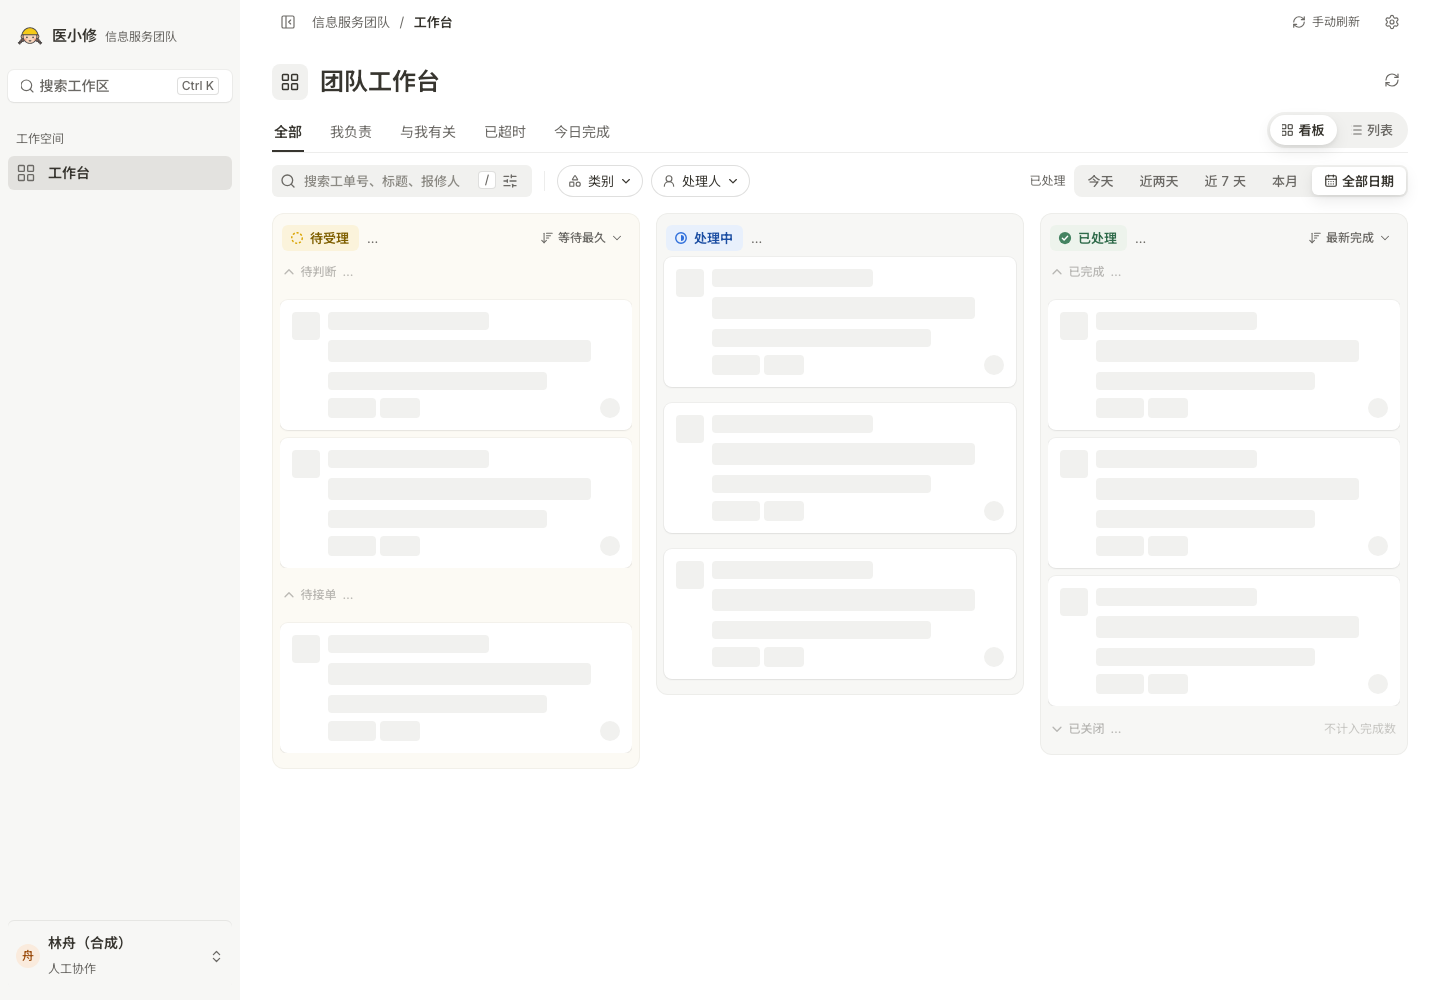 医小修 信息服务团队
搜索工作区 Ctrl K
工作空间
工作台
林舟（合成）
舟
人工协作
信息服务团队 / 工作台
手动刷新
团队工作台
全部 我负责 与我有关 已超时 今日完成
看板 列表
搜索工单号、标题、报修人 /
类别 处理人
已处理 今天 近两天 近 7 天 本月 全部日期
待受理 ... 等待最久
待判断 ...
待接单 ...
处理中 ...
已处理 ... 最新完成
已完成 ...
已关闭 ... 不计入完成数